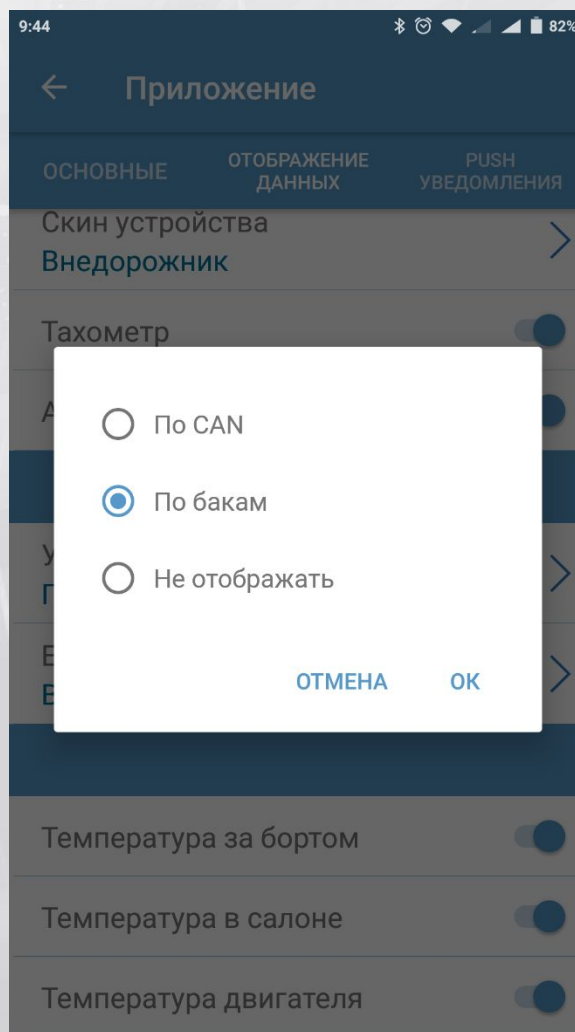 9:44
82%
Приложение
ОСНОВНЫЕ
ОТОБРАЖЕНИЕ
ДАННЫХ
PUSH
УВЕДОМЛЕНИЯ
Скин устройства
Внедорожник
Тахометр
По CAN
По бакам
Не отображать
ОТМЕНА
ОК
Температура за бортом
Температура в салоне
Температура двигателя